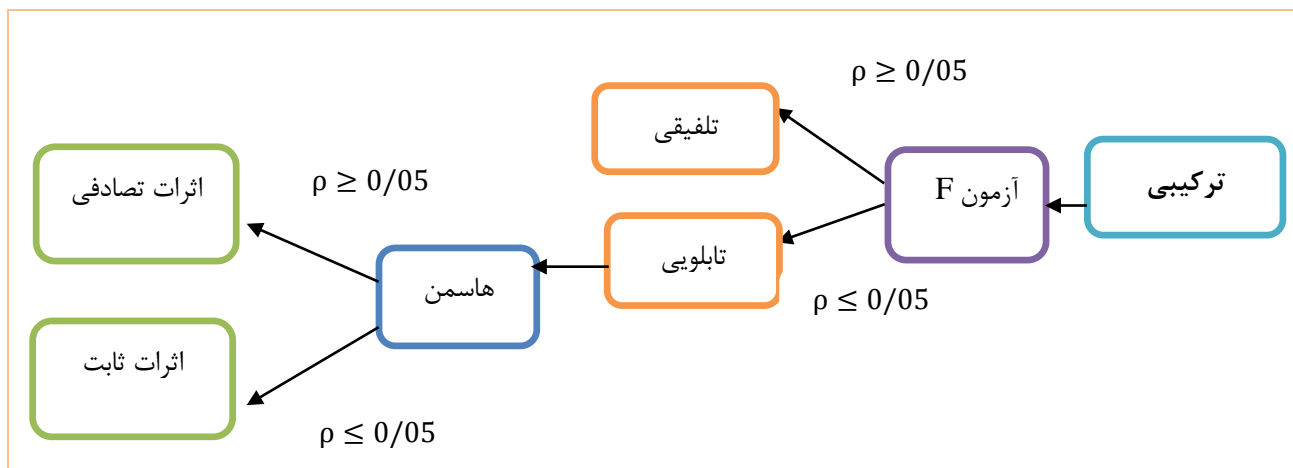 ترکیبی
آزمون F
ρ ≥ 0/05
تلفیقی
ρ ≤ 0/05
تابلویی
هاسمن
ρ ≥ 0/05
اثرات تصادفی
ρ ≤ 0/05
اثرات ثابت